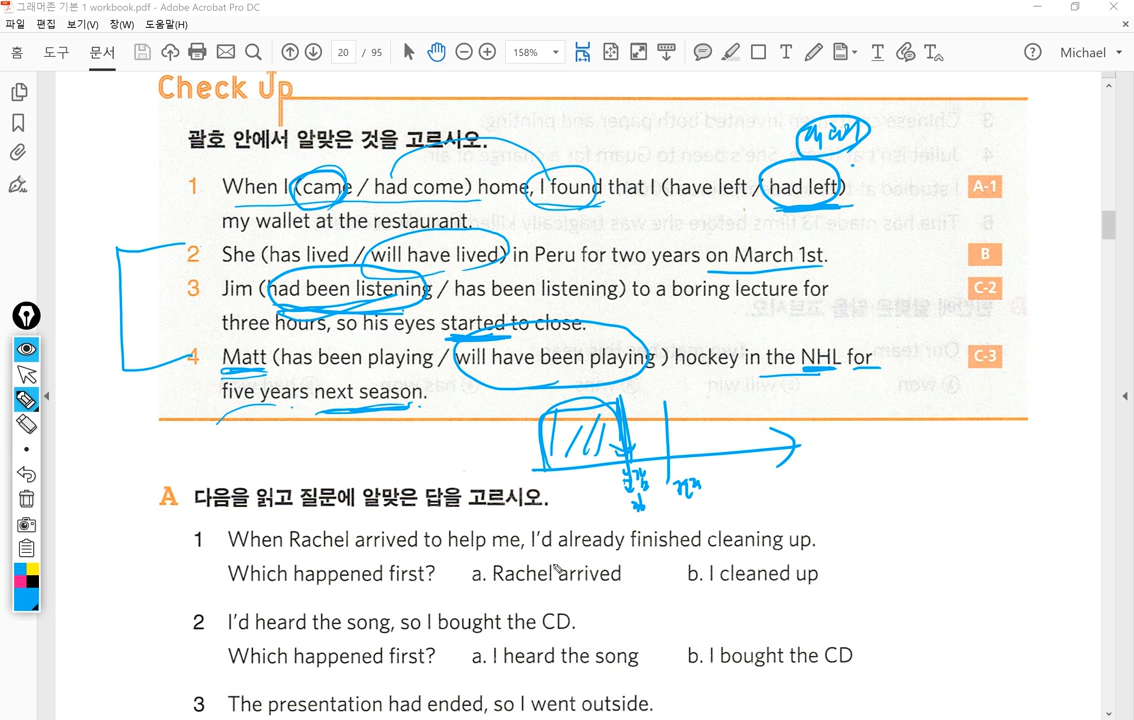 그래머존 기본 1 workbook.pdf - Adobe Acrobat Pro DC
파일 편집 보기(V) 창(W) 도움말(H)
홈 도구 문서 20 / 95 158% Michael
Check Up
괄호 안에서 알맞은 것을 고르시오.
1 When I (came / had come) home, I found that I (have left / had left) A-1
my wallet at the restaurant.
2 She (has lived / will have lived) in Peru for two years on March 1st. B
3 Jim (had been listening / has been listening) to a boring lecture for C-2
three hours, so his eyes started to close.
4 Matt (has been playing / will have been playing ) hockey in the NHL for C-3
five years next season.
A 다음을 읽고 질문에 알맞은 답을 고르시오.
1 When Rachel arrived to help me, I'd already finished cleaning up.
Which happened first? a. Rachel arrived b. I cleaned up
2 I'd heard the song, so I bought the CD.
Which happened first? a. I heard the song b. I bought the CD
3 The presentation had ended, so I went outside.